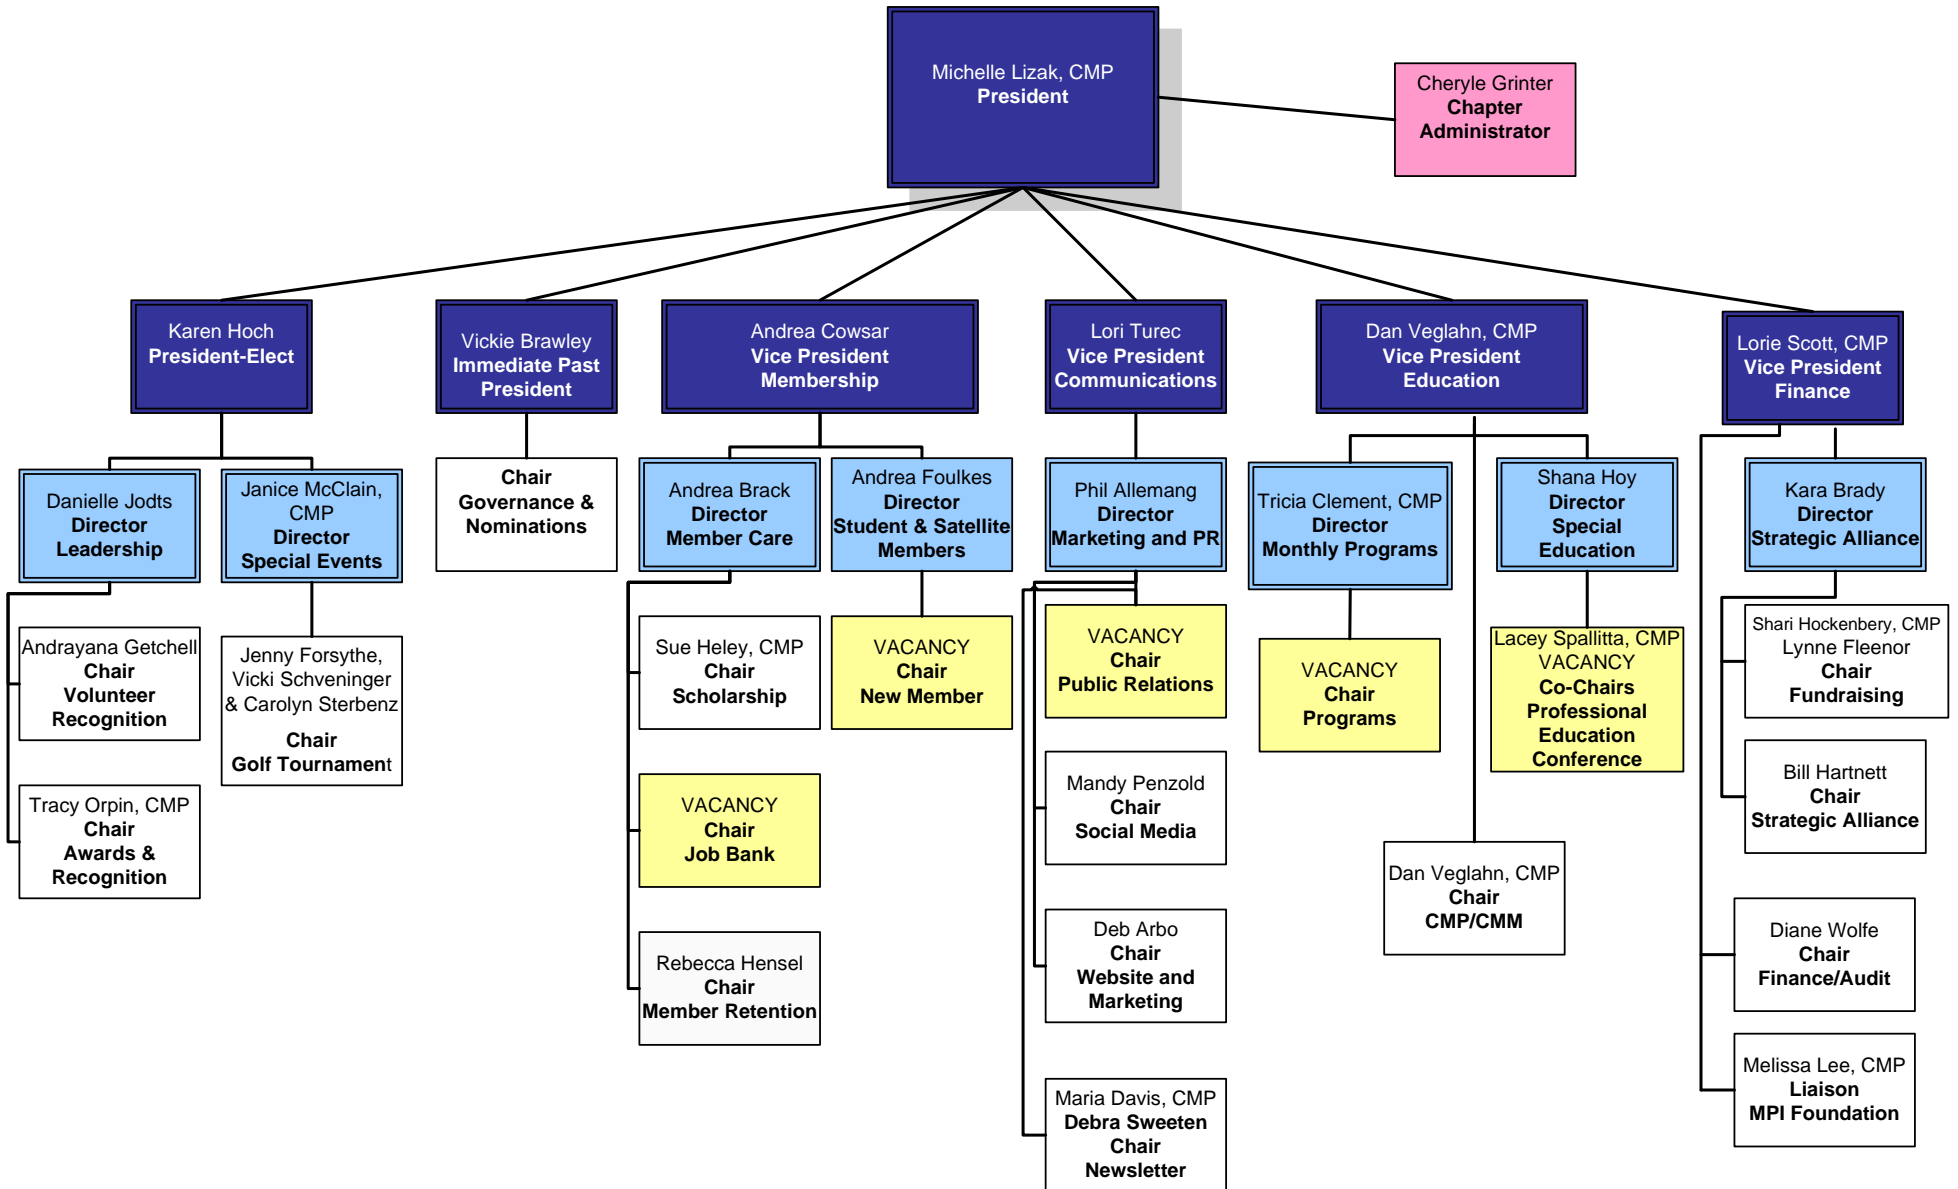 Michelle Lizak, CMP
President
Cheryle Grinter
Chapter
Administrator
Karen Hoch
President-Elect
Vickie Brawley
Immediate Past
President
Andrea Cowsar
Vice President
Membership
Lori Turec
Vice President
Communications
Dan Veglahn, CMP
Vice President
Education
Lorie Scott, CMP
Vice President
Finance
Danielle Jodts
Director
Leadership
Janice McClain,
CMP
Director
Special Events
Chair
Governance &
Nominations
Andrea Brack
Director
Member Care
Andrea Foulkes
Director
Student & Satellite
Members
Phil Allemang
Director
Marketing and PR
Tricia Clement, CMP
Director
Monthly Programs
Shana Hoy
Director
Special
Education
Kara Brady
Director
Strategic Alliance
Andrayana Getchell
Chair
Volunteer
Recognition
Jenny Forsythe,
Vicki Schveninger
& Carolyn Sterbenz
Chair
Golf Tournament
Sue Heley, CMP
Chair
Scholarship
VACANCY
Chair
New Member
VACANCY
Chair
Public Relations
VACANCY
Chair
Programs
Lacey Spallitta, CMP
VACANCY
Co-Chairs
Professional
Education
Conference
Shari Hockenbery, CMP
Lynne Fleenor
Chair
Fundraising
Tracy Orpin, CMP
Chair
Awards &
Recognition
VACANCY
Chair
Job Bank
Mandy Penzold
Chair
Social Media
Bill Hartnett
Chair
Strategic Alliance
Dan Veglahn, CMP
Chair
CMP/CMM
Rebecca Hensel
Chair
Member Retention
Deb Arbo
Chair
Website and
Marketing
Diane Wolfe
Chair
Finance/Audit
Maria Davis, CMP
Debra Sweeten
Chair
Newsletter
Melissa Lee, CMP
Liaison
MPI Foundation